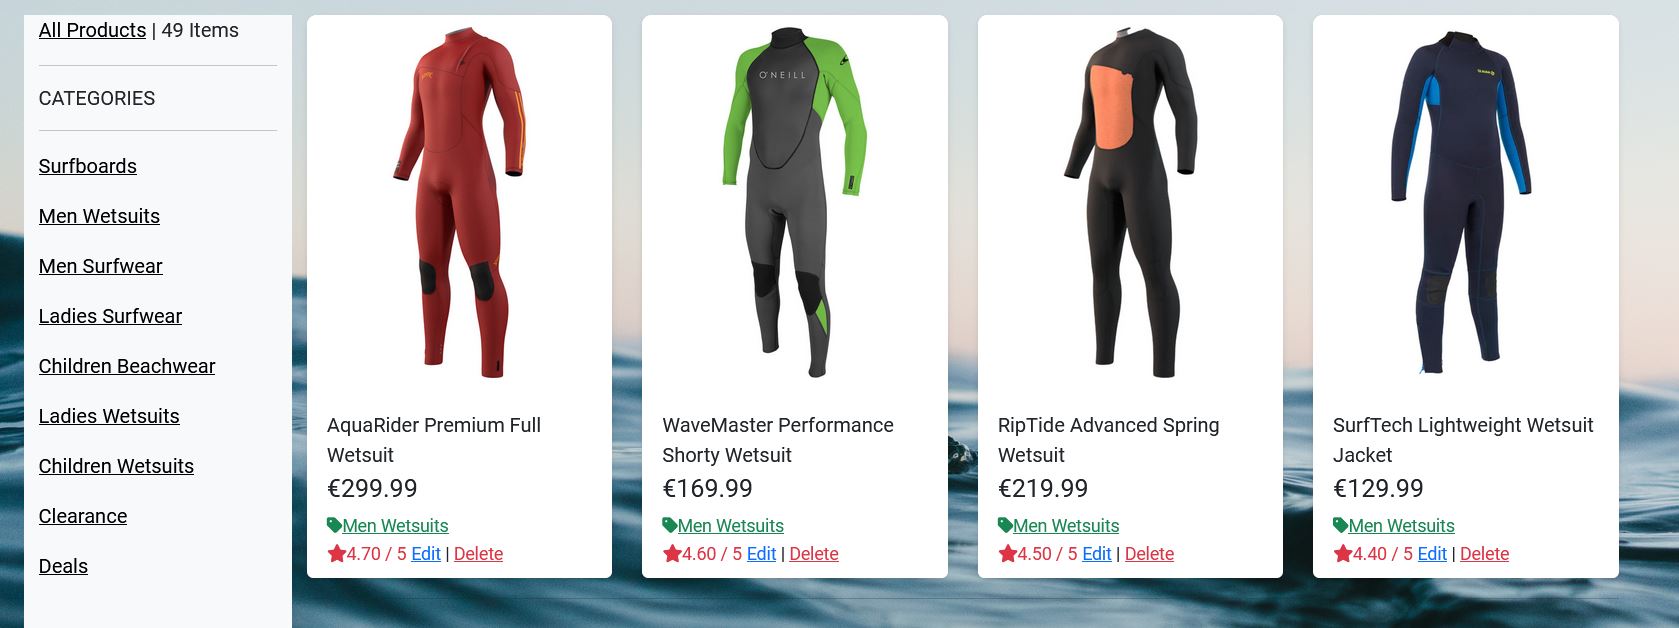 All Products | 49 Items
CATEGORIES
Surfboards
Men Wetsuits
Men Surfwear
Ladies Surfwear
Children Beachwear
Ladies Wetsuits
Children Wetsuits
Clearance
Deals
AquaRider Premium Full
Wetsuit
€299.99
Men Wetsuits
4.70 / 5 Edit | Delete
O'NEILL
WaveMaster Performance
Shorty Wetsuit
€169.99
Men Wetsuits
4.60 / 5 Edit | Delete
RipTide Advanced Spring
Wetsuit
€219.99
Men Wetsuits
4.50 / 5 Edit | Delete
SurfTech Lightweight Wetsuit
Jacket
€129.99
Men Wetsuits
4.40 / 5 Edit | Delete